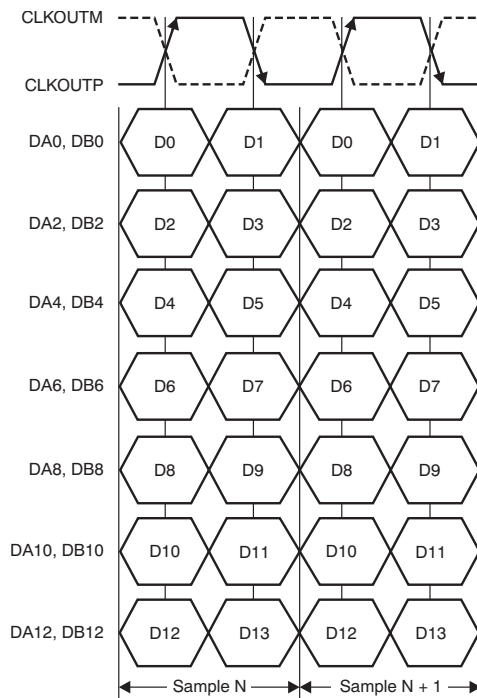 CLKOUTM
CLKOUTP
DA0, DB0 D0 D1 D0 D1
DA2, DB2 D2 D3 D2 D3
DA4, DB4 D4 D5 D4 D5
DA6, DB6 D6 D7 D6 D7
DA8, DB8 D8 D9 D8 D9
DA10, DB10 D10 D11 D10 D11
DA12, DB12 D12 D13 D12 D13
Sample N Sample N + 1